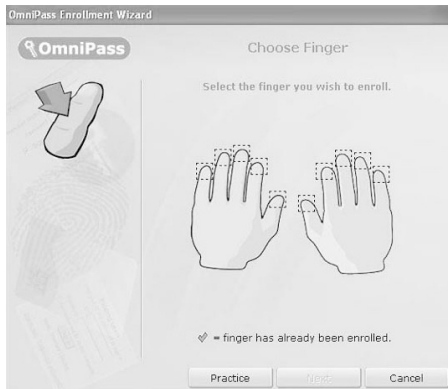 OmniPass Enrollment Wizard
OmniPass
Choose Finger
Select the finger you wish to enroll.
= finger has already been enrolled.
Practice
Next
Cancel